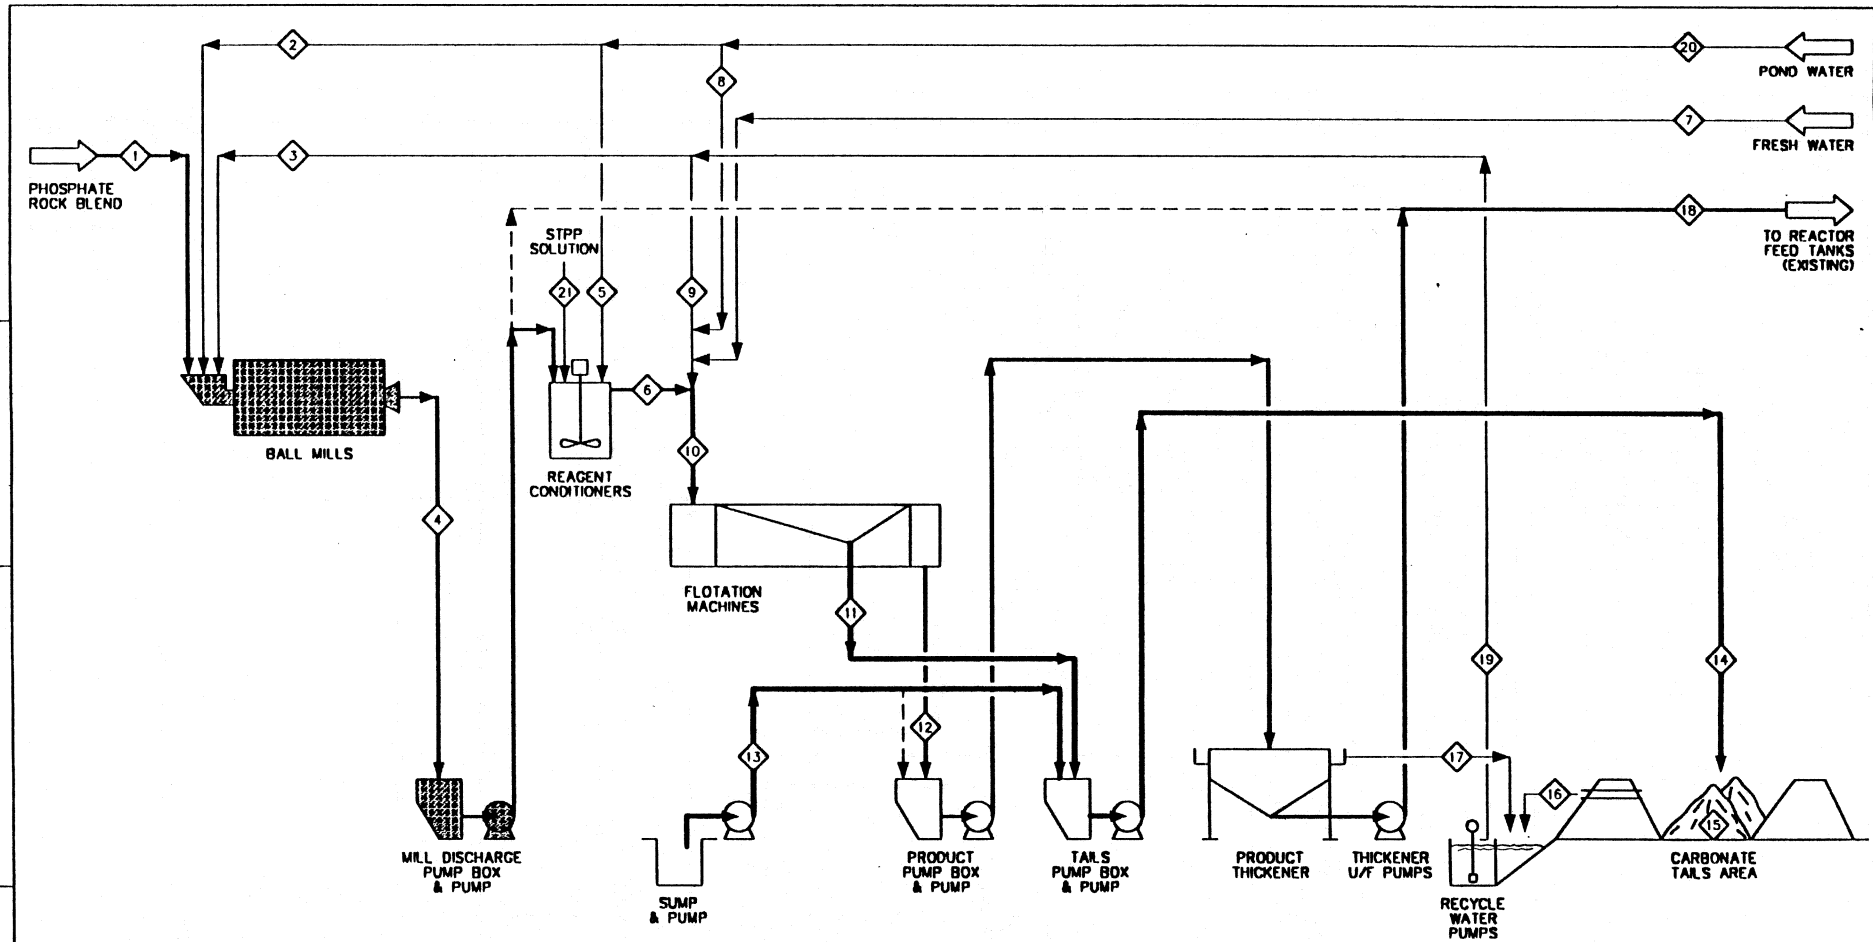 2
20
POND WATER
8
7
FRESH WATER
1
3
PHOSPHATE
ROCK BLEND
18
TO REACTOR
FEED TANKS
(EXISTING)
STPP
SOLUTION
21
5
9
6
BALL MILLS
10
REAGENT
CONDITIONERS
4
FLOTATION
MACHINES
11
19
14
12
13
17
16
15
MILL DISCHARGE
PUMP BOX
& PUMP
SUMP
& PUMP
PRODUCT
PUMP BOX
& PUMP
TAILS
PUMP BOX
& PUMP
PRODUCT
THICKENER
THICKENER
U/F PUMPS
RECYCLE
WATER
PUMPS
CARBONATE
TAILS AREA